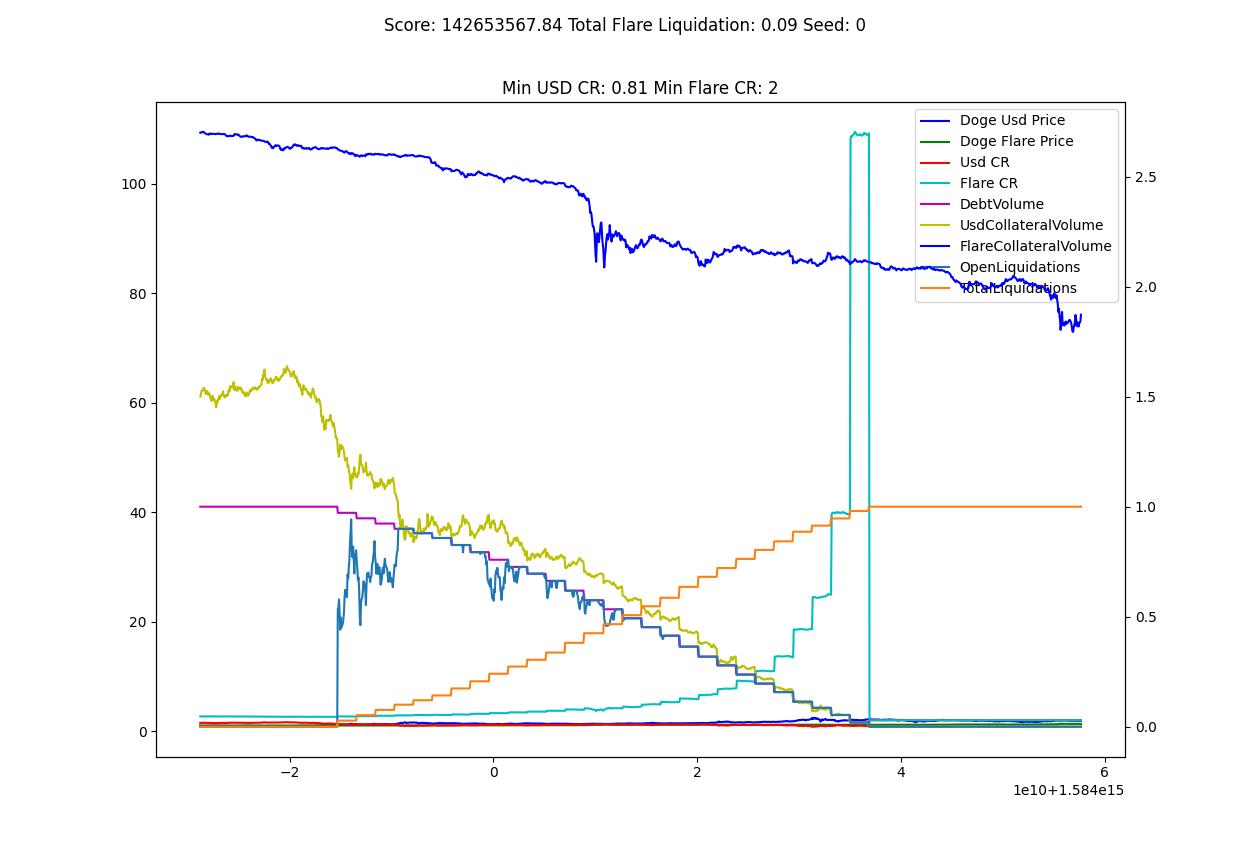 Score: 142653567.84 Total Flare Liquidation: 0.09 Seed: 0
Min USD CR: 0.81 Min Flare CR: 2
Doge Usd Price
Doge Flare Price
Usd CR
Flare CR
DebtVolume
UsdCollateralVolume
FlareCollateralVolume
OpenLiquidations
TotalLiquidations
100
80
60
40
20
0
2.5
2.0
1.5
1.0
0.5
0.0
−2
0
2
4
6
1e10+1.584e15